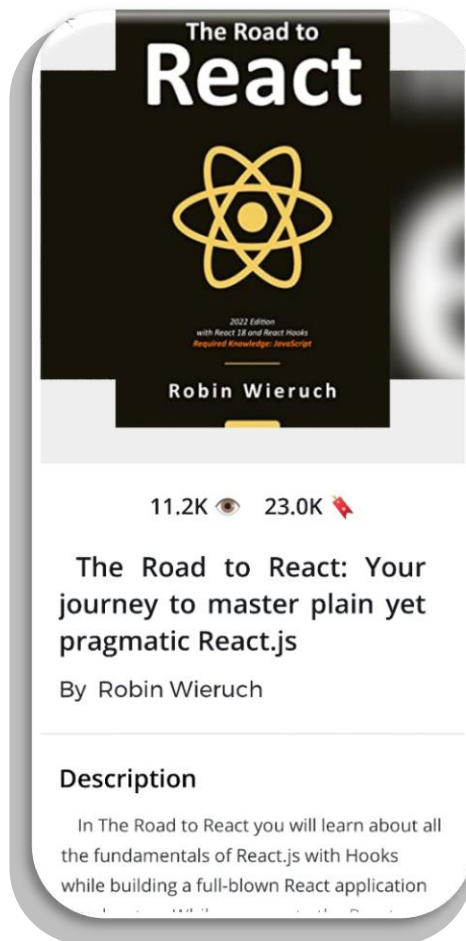 The Road to
React
2022 Edition
with React 18 and React Hooks
Required Knowledge: JavaScript
Robin Wieruch
11.2K 23.0K
The Road to React: Your
journey to master plain yet
pragmatic React.js
By Robin Wieruch
Description
In The Road to React you will learn about all
the fundamentals of React.js with Hooks
while building a full-blown React application